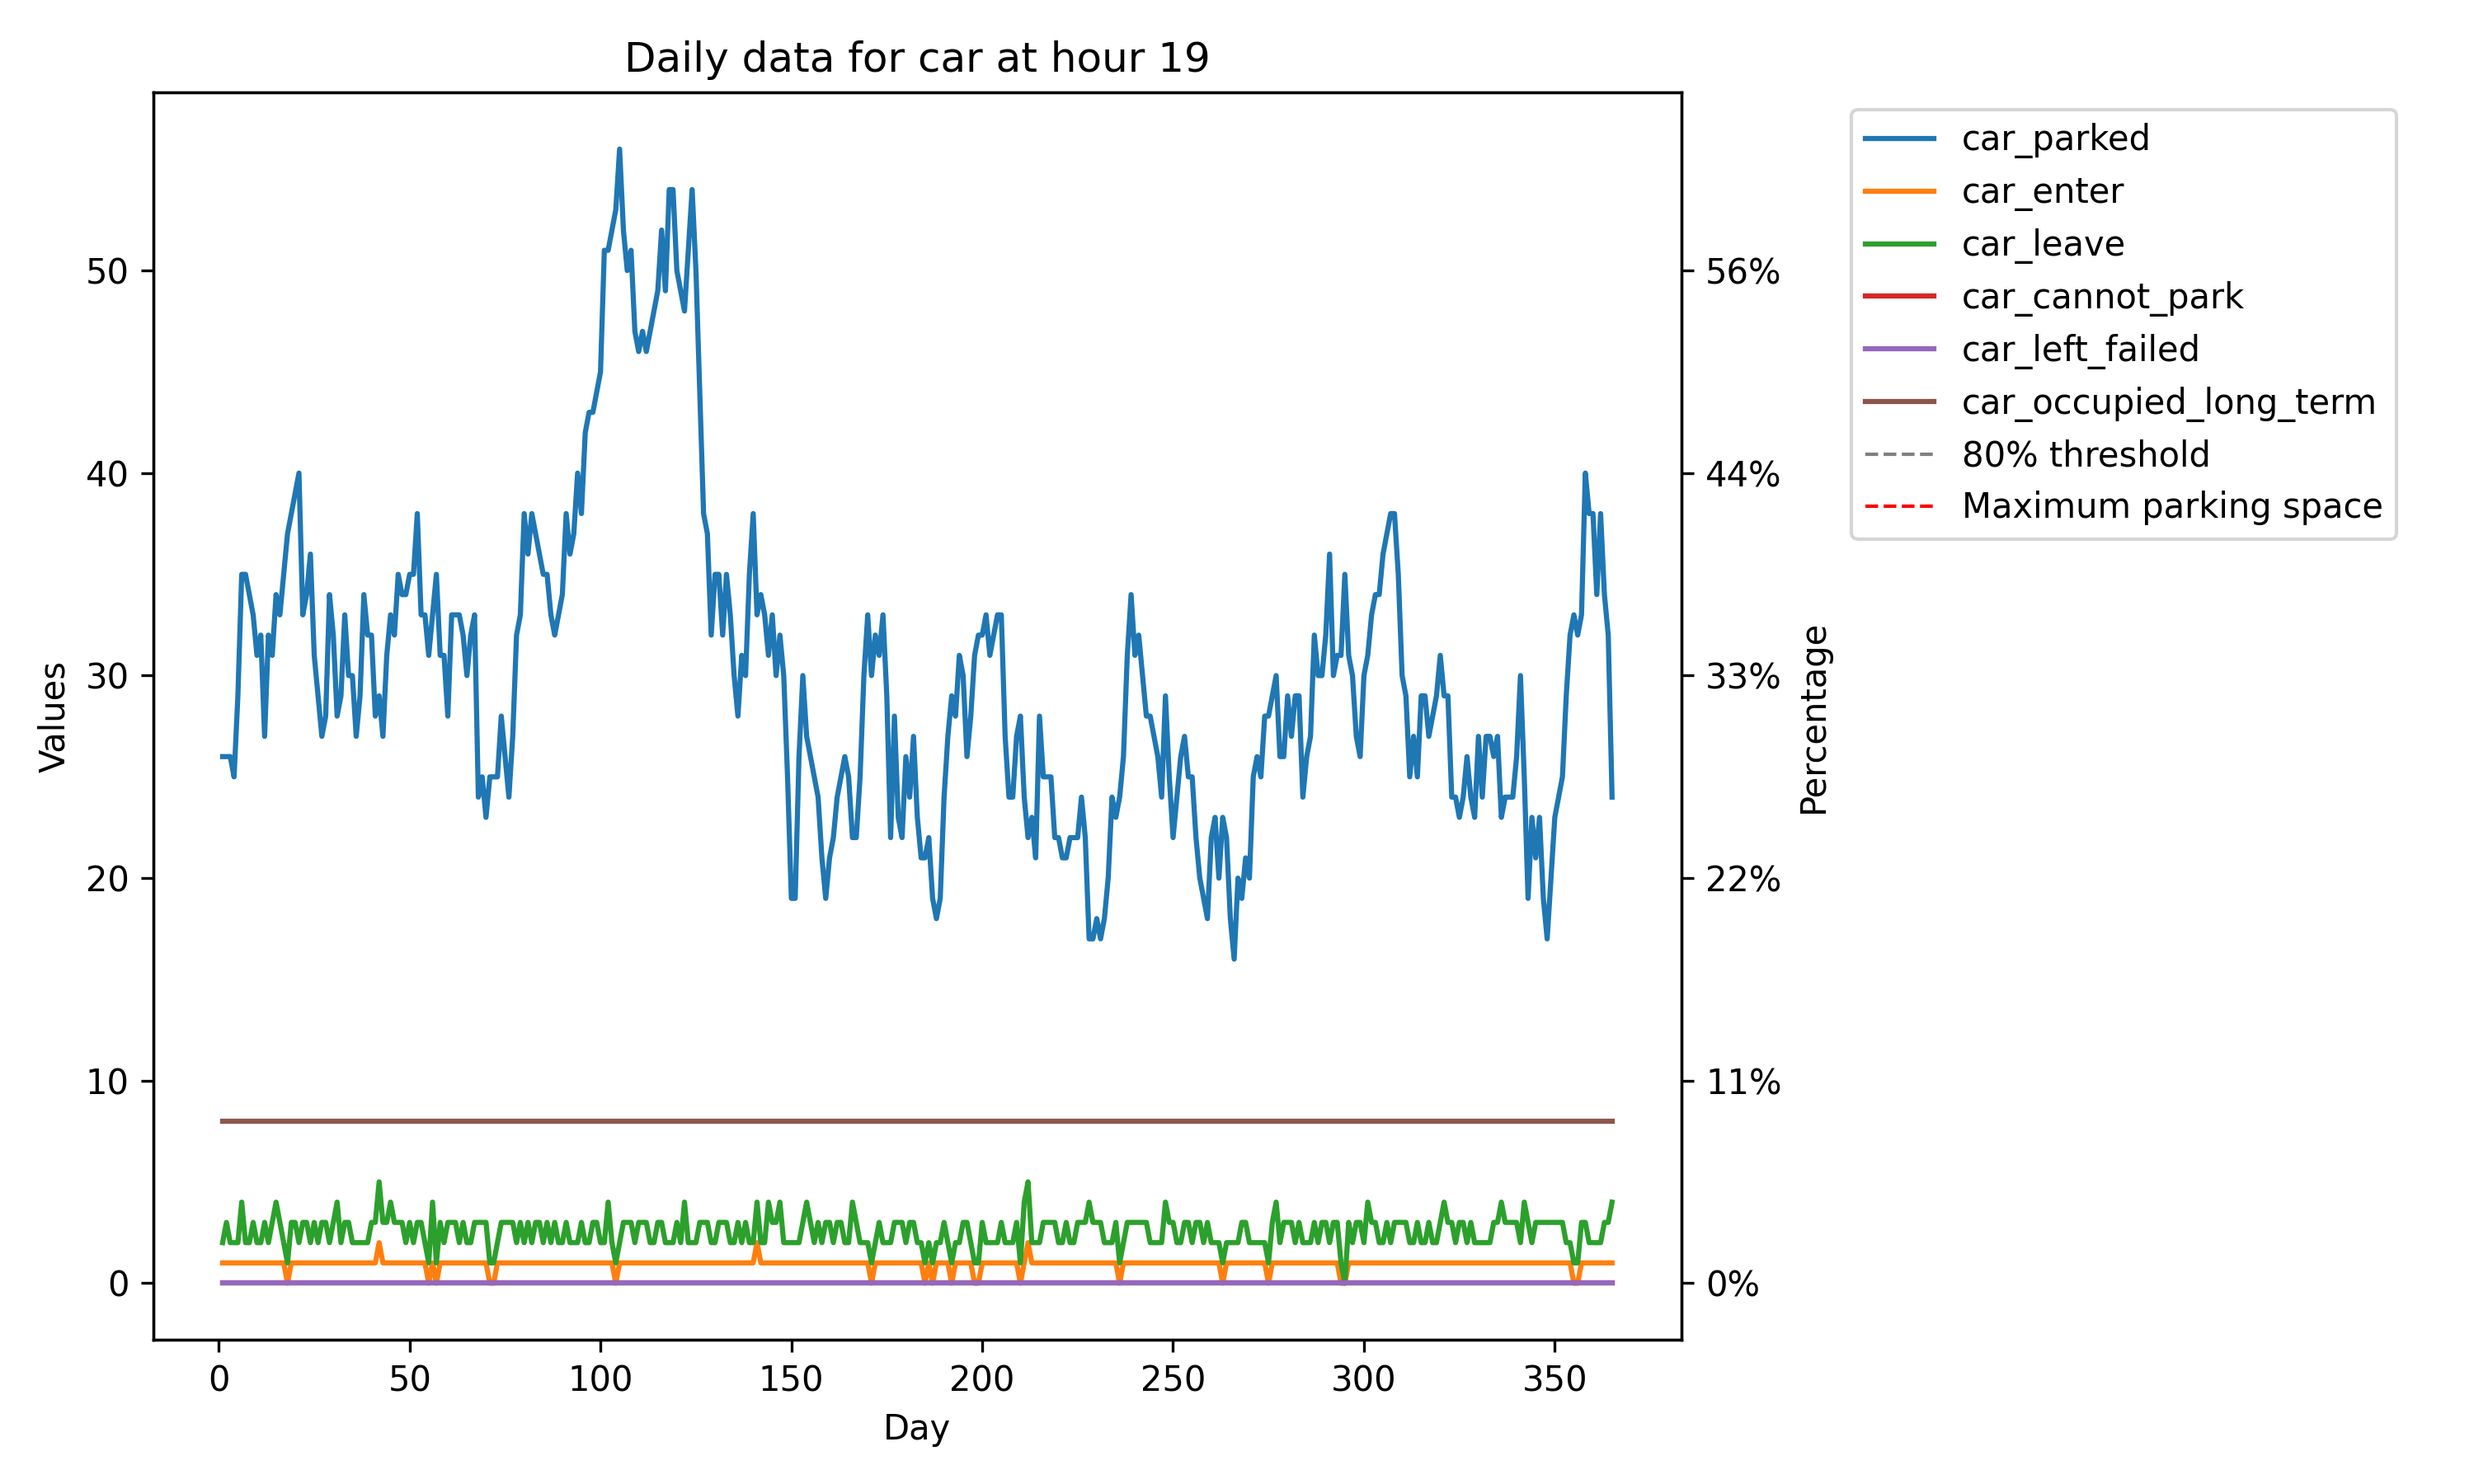 Daily data for car at hour 19
Values
50
40
30
20
10
0
0
50
100
150
200
250
300
350
Day
56%
44%
33%
22%
11%
0%
Percentage
car_parked
car_enter
car_leave
car_cannot_park
car_left_failed
car_occupied_long_term
80% threshold
Maximum parking space